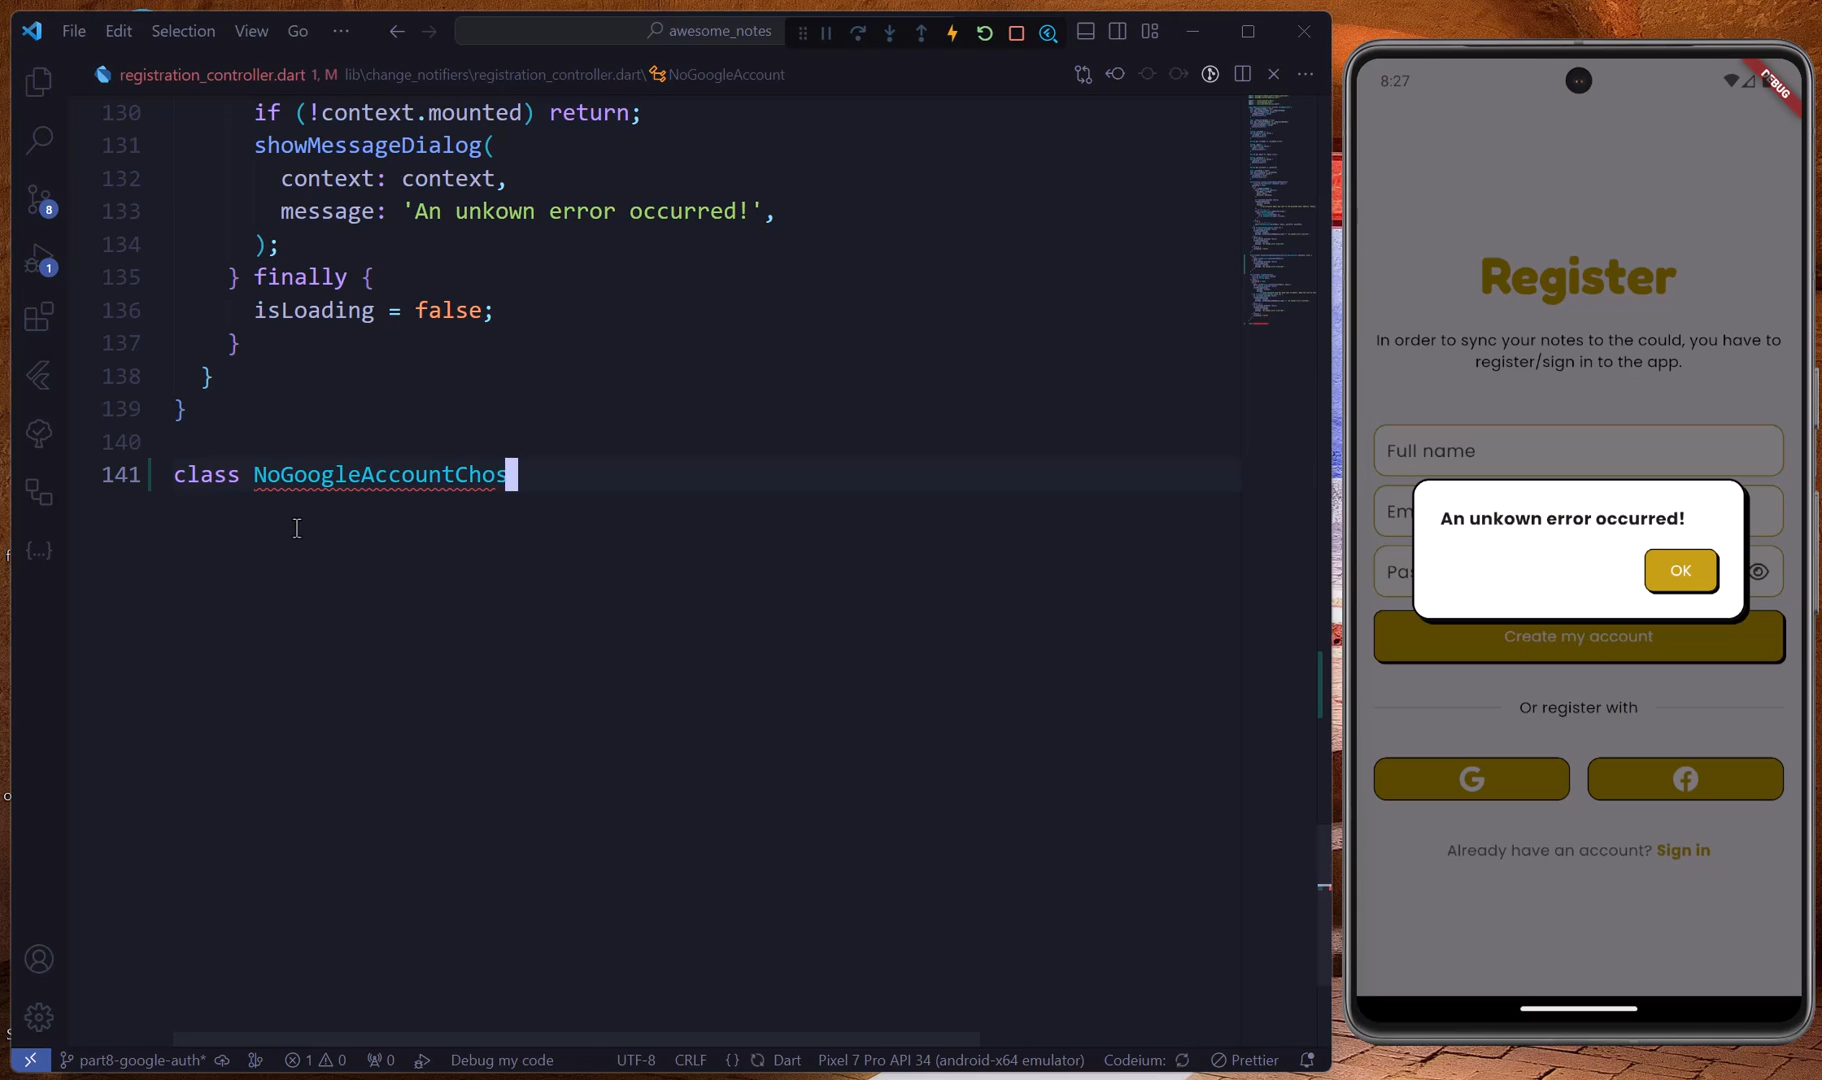 File Edit Selection View Go ··· awesome_notes
registration_controller.dart 1, M lib\change_notifiers\registration_controller.dart\ NoGoogleAccount
130 if (!context.mounted) return;
131 showMessageDialog(
132 context: context,
133 message: 'An unkown error occurred!',
134 );
135 } finally {
136 isLoading = false;
137 }
138 }
139 }
140
141 class NoGoogleAccountChos
8
1
part8-google-auth* 1 0 0 Debug my code UTF-8 CRLF {} Dart Pixel 7 Pro API 34 (android-x64 emulator) Codeium: Prettier
8:27
DEBUG
Register
In order to sync your notes to the could, you have to
register/sign in to the app.
Full name
Em
An unkown error occurred!
Pas
OK
Create my account
Or register with
G f
Already have an account? Sign in